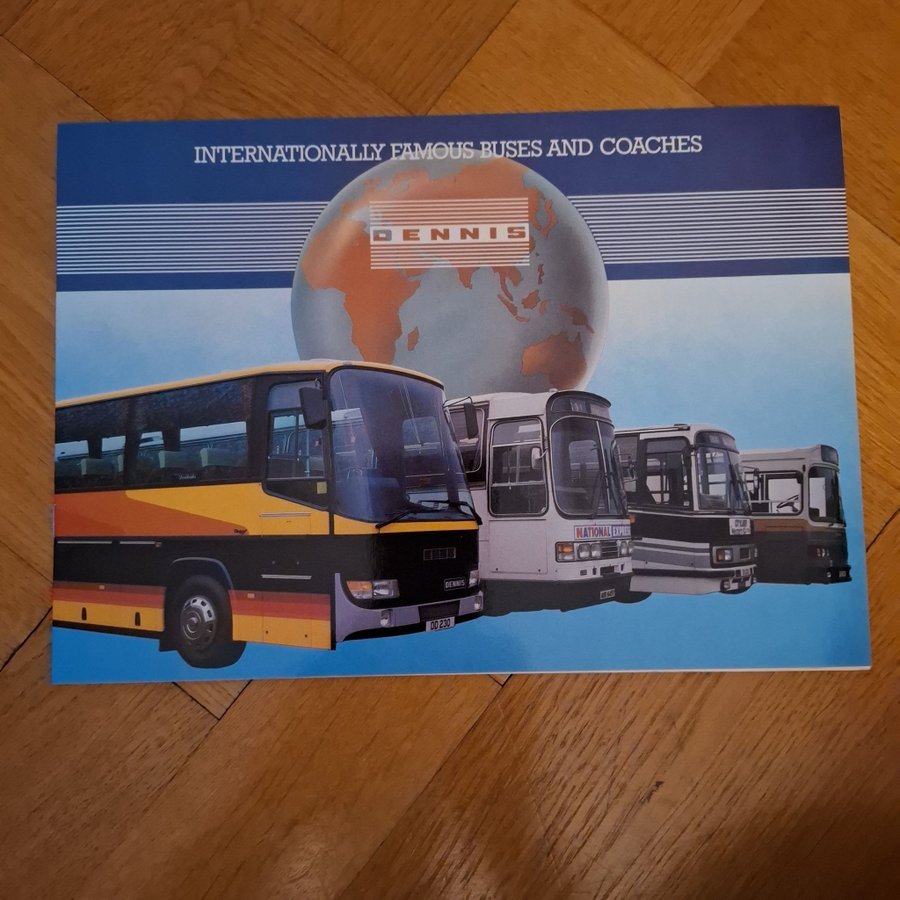 INTERNATIONALLY FAMOUS BUSES AND COACHES
DENNIS
NATIONAL EXPRESS
DENNIS
DD 230